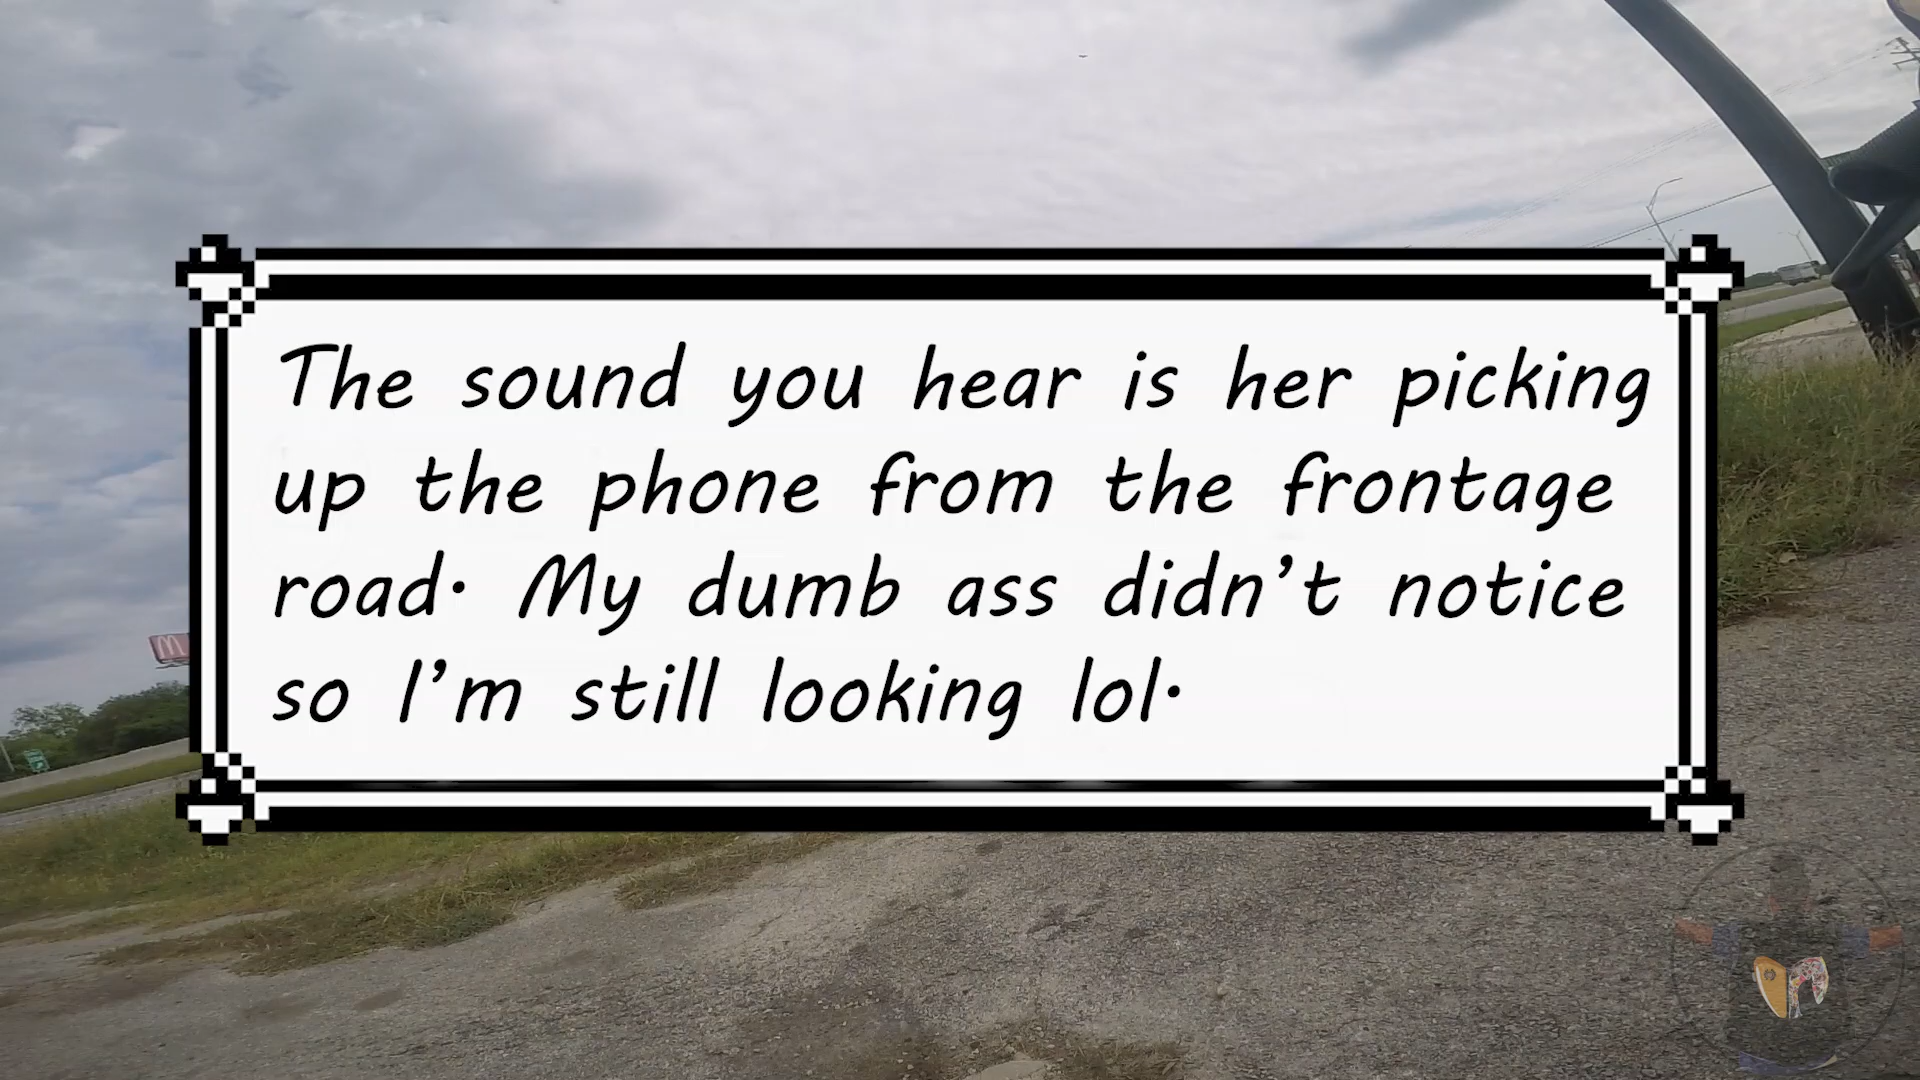 The sound you hear is her picking
up the phone from the frontage
road. My dumb ass didn't notice
so I'm still looking lol.